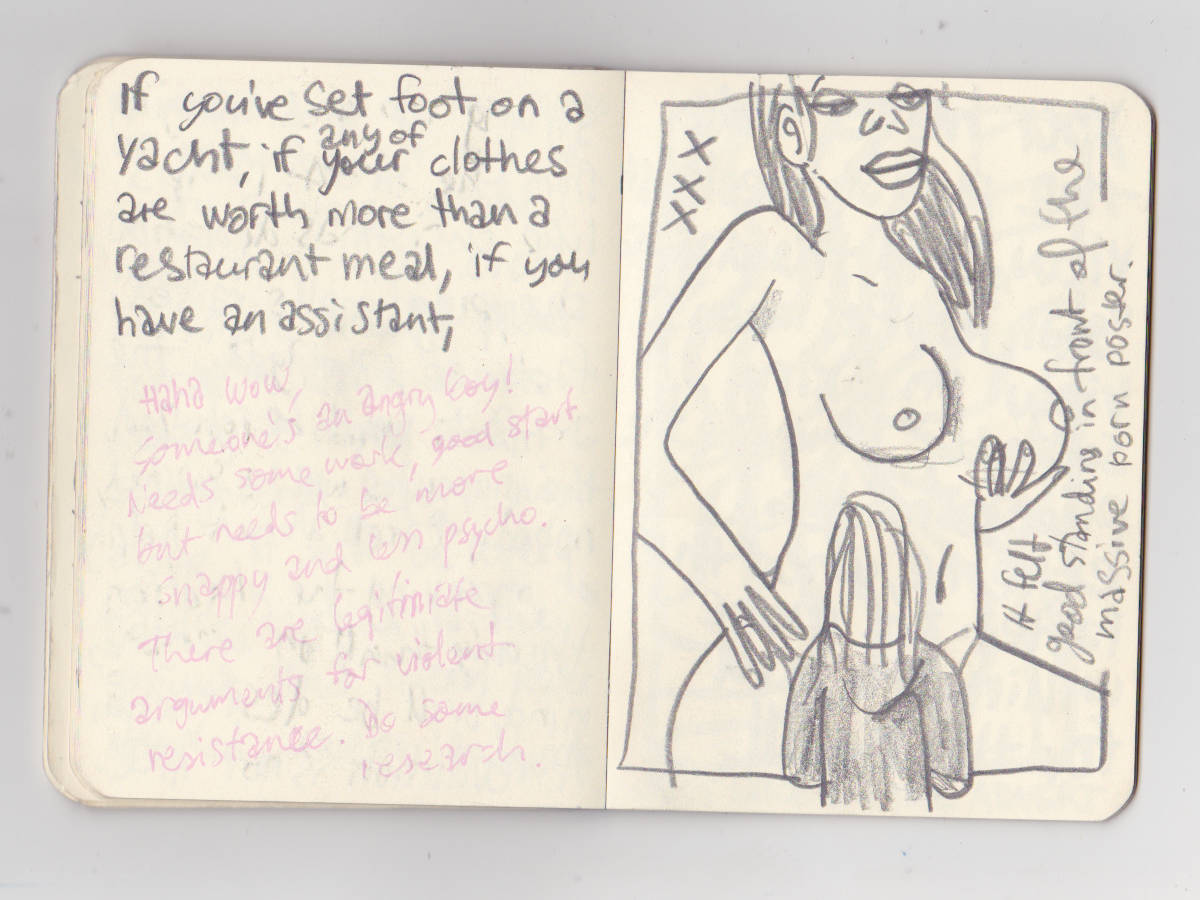 If you've set foot on a
yacht, if any of your clothes
are worth more than a
restaurant meal, if you
have an assistant,
Haha wow,
Someone's an angry boy!
Needs some work, good start
but needs to be more
snappy and less psycho.
There are legitimiate
arguments for violent
resistance. Do some
research.
XXX
It felt
good standing in front of the
massive porn poster.